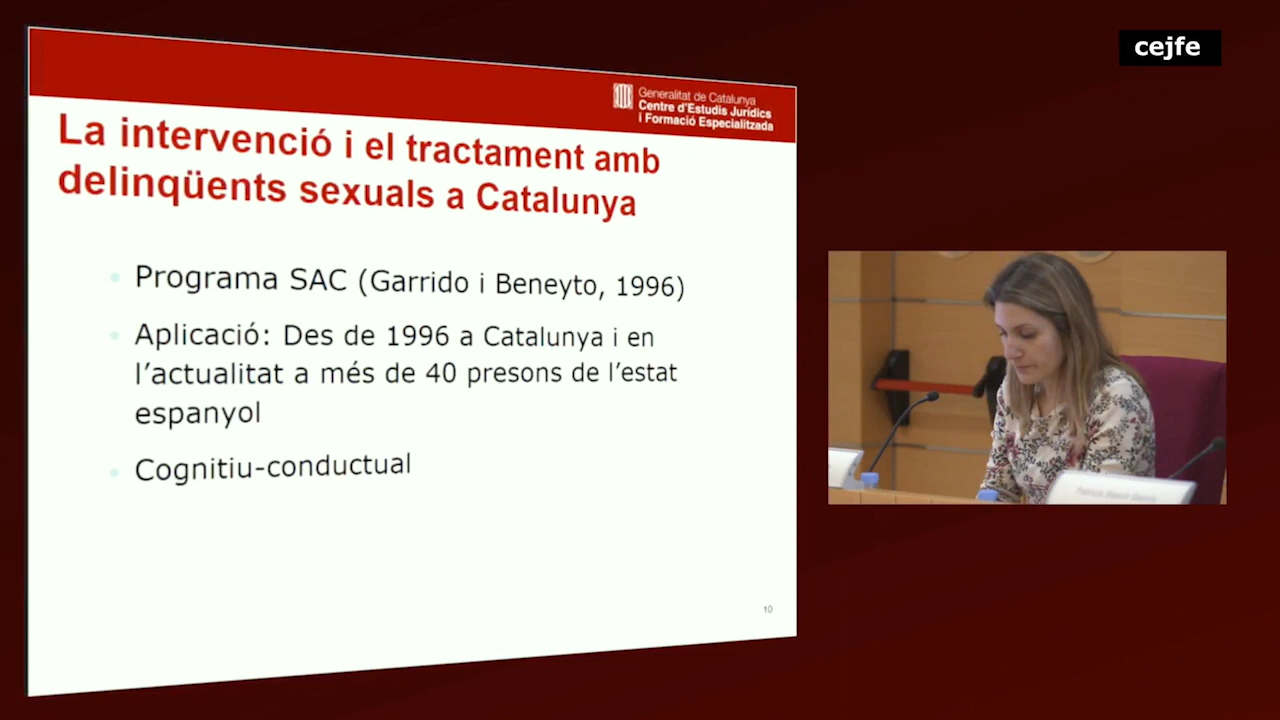 cejfe
Generalitat de Catalunya
Centre d'Estudis Jurídics
i Formació Especialitzada
La intervenció i el tractament amb
delinqüents sexuals a Catalunya
Programa SAC (Garrido i Beneyto, 1996)
Aplicació: Des de 1996 a Catalunya i en
l'actualitat a més de 40 presons de l'estat
espanyol
Cognitiu-conductual
10